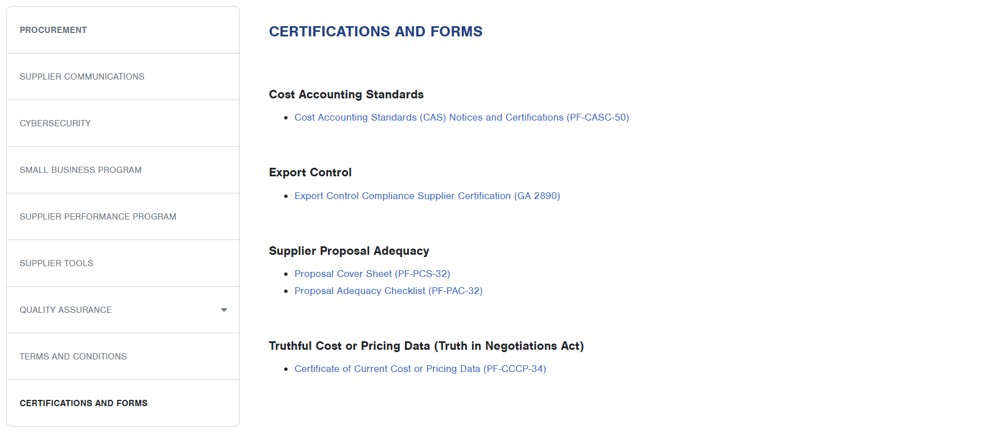 PROCUREMENT
SUPPLIER COMMUNICATIONS
CYBERSECURITY
SMALL BUSINESS PROGRAM
SUPPLIER PERFORMANCE PROGRAM
SUPPLIER TOOLS
QUALITY ASSURANCE
TERMS AND CONDITIONS
CERTIFICATIONS AND FORMS
CERTIFICATIONS AND FORMS
Cost Accounting Standards
Cost Accounting Standards (CAS) Notices and Certifications (PF-CASC-50)
Export Control
Export Control Compliance Supplier Certification (GA 2890)
Supplier Proposal Adequacy
Proposal Cover Sheet (PF-PCS-32)
Proposal Adequacy Checklist (PF-PAC-32)
Truthful Cost or Pricing Data (Truth in Negotiations Act)
Certificate of Current Cost or Pricing Data (PF-CCCP-34)